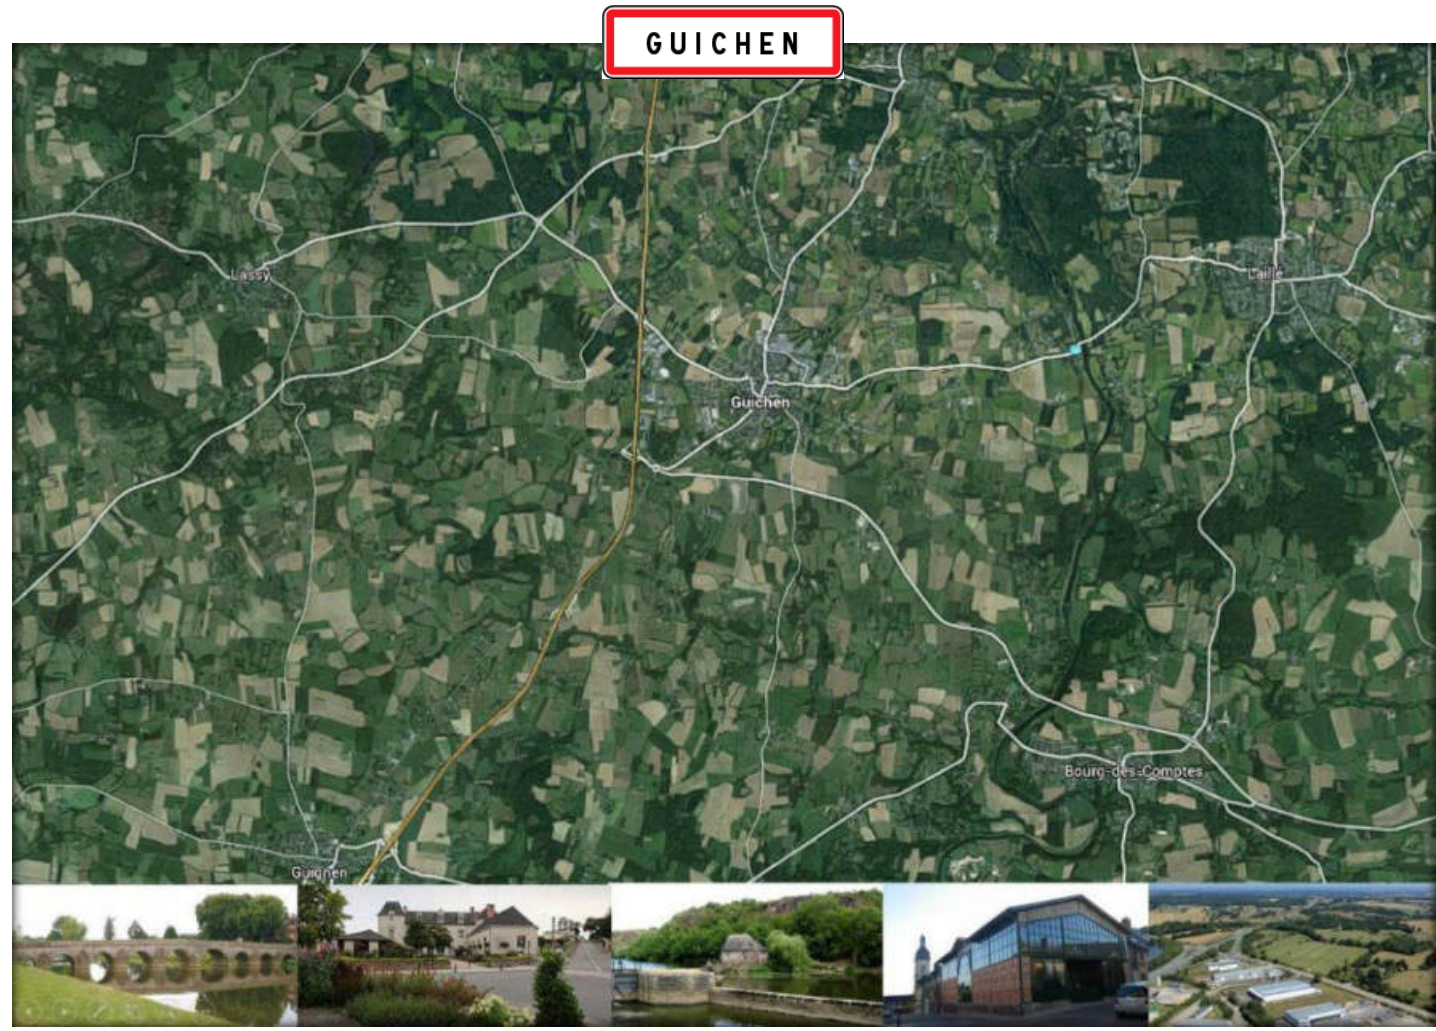 GUICHEN
Lassy
Laillé
Guichen
Bourg-des-Comptes
Guignen